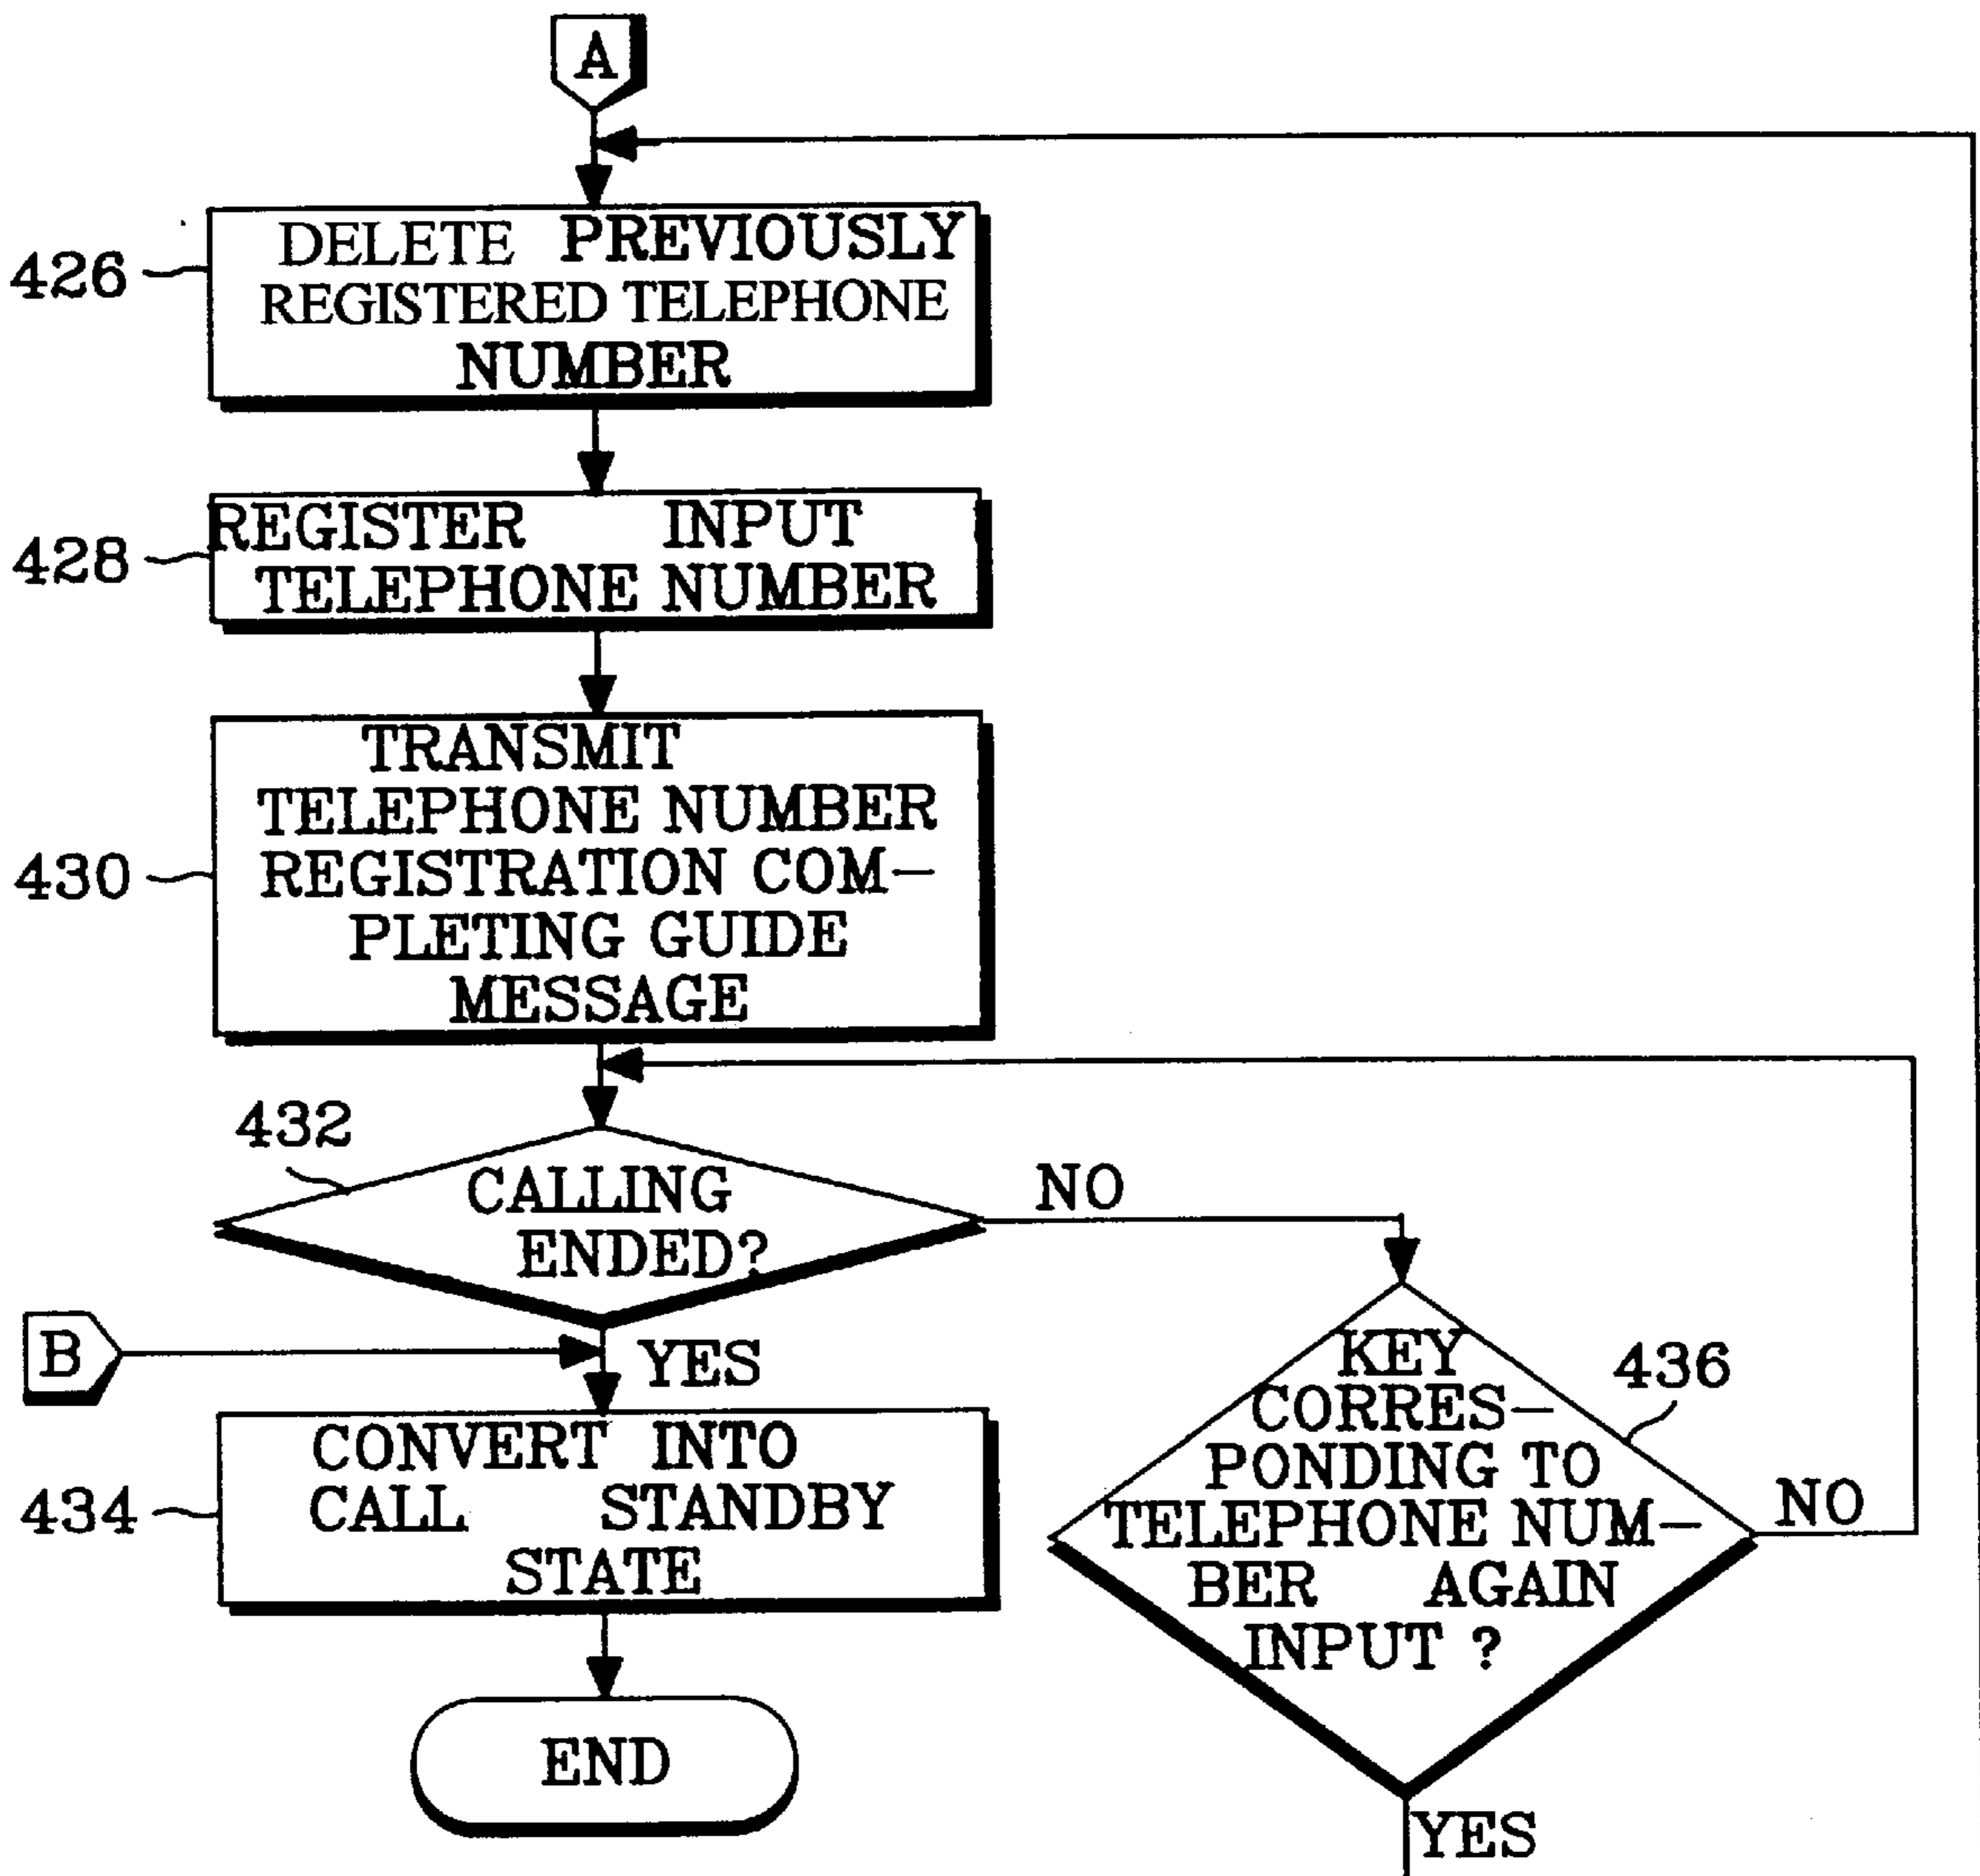 A
426
DELETE PREVIOUSLY
REGISTERED TELEPHONE
NUMBER
428
REGISTER INPUT
TELEPHONE NUMBER
430
TRANSMIT
TELEPHONE NUMBER
REGISTRATION COM-
PLETING GUIDE
MESSAGE
432
CALLING
ENDED?
NO
B
YES
434
CONVERT INTO
CALL STANDBY
STATE
436
KEY
CORRES-
PONDING TO
TELEPHONE NUM-
BER AGAIN
INPUT ?
NO
END
YES